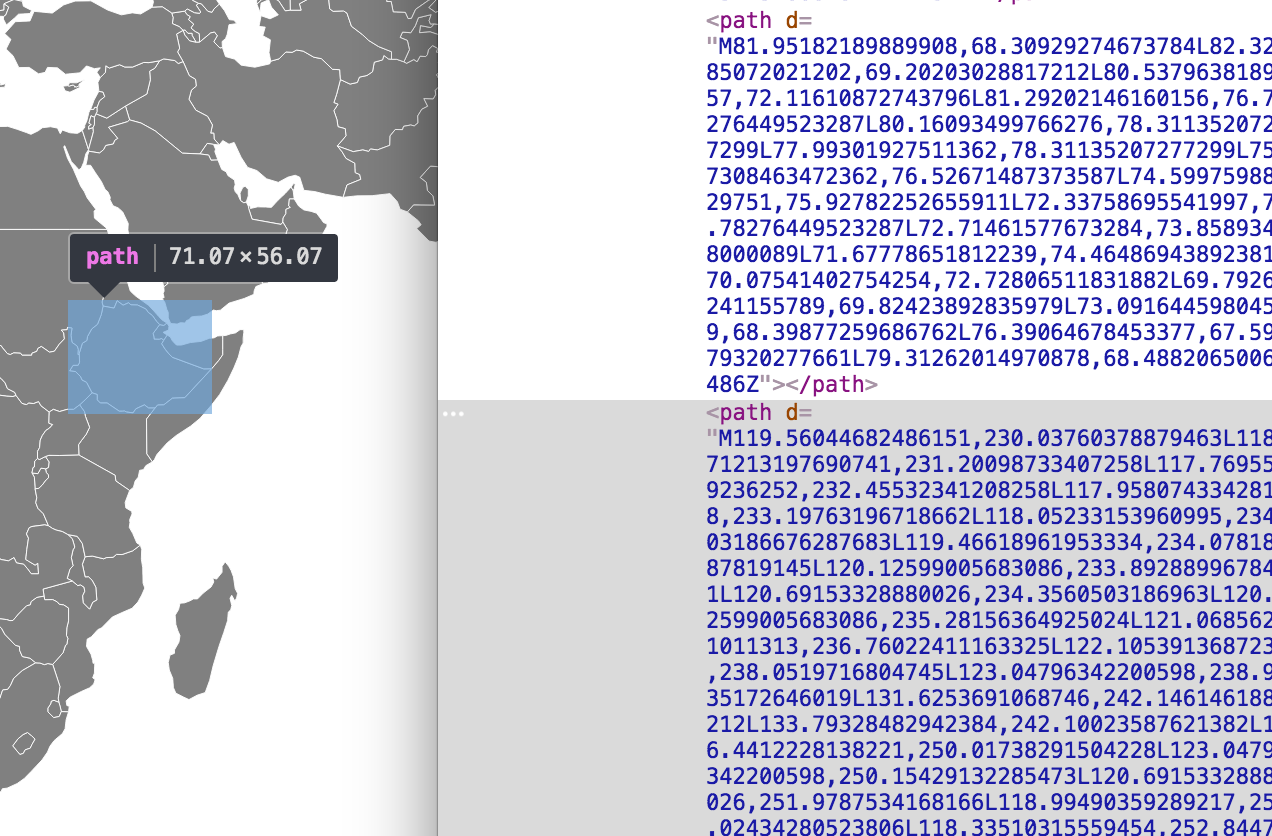 path 71.07×56.07
<path d=
"M81.95182189889908,68.30929274673784L82.32
85072021202,69.20203028817212L80.5379638189
57,72.11610872743796L81.29202146160156,76.7
276449523287L80.16093499766276,78.311352072
7299L77.99301927511362,78.31135207277299L75
7308463472362,76.52671487373587L74.59975988
29751,75.92782252655911L72.33758695541997,7
.78276449523287L72.71461577673284,73.858934
8000089L71.677786518122 39,74.46486943892381
70.07541402754254,72.72806511831882L69.7926
241155789,69.82423892835979L73.091644598045
9,68.39877259686762L76.39064678453377,67.59
79320277661L79.31262014970878,68.4882065006
486Z"></path>
<path d=
"M119.56044682486151,230.03760378879463L118
71213197690741,231.20098733407258L117.76955
9236252,232.45532341208258L117.958074334281
8,233.19763196718662L118.05233153960995,234
03186676287683L119.46618961953334,234.07818
87819145L120.12599005683086,233.89288996784
1L120.69153328880026,234.3560503186963L120.
2599005683086,235.28156364925024L121.068562
1011313,236.76022411163325L122.105391368723
,238.0519716804745L123.04796342200598,238.9
35172646019L131.6253691068746,242.146146188
212L133.79328482942384,242.10023587621382L1
6.4412228138221,250.01738291504228L123.0479
342200598,250.15429132285473L120.6915332888
026,251.9787534168166L118.99490359289217,25
.02434280523806L118.33510315559454,252.8447